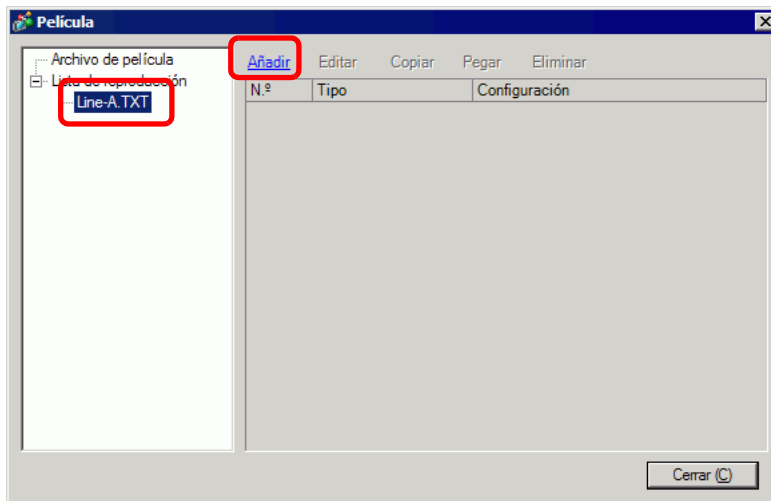 Película
Archivo de película
Lista de reproducción
Line-A.TXT
Añadir Editar Copiar Pegar Eliminar
N.º Tipo Configuración
Cerrar (C)